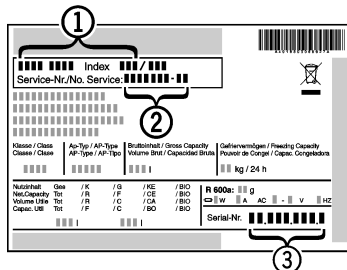 1
Index /
Service-Nr./No. Service: -
2
Klasse / Class
Classe / Clase
Ap-Typ / AP-Type
AP-Type / AP-Tipo
Bruttoinhalt / Gross Capacity
Volume Brut / Capacidad Bruta
Gefriervermögen / Freezing Capacity
Pouvoir de Congel / Capac. Congeladora
l
kg / 24 h
Nutzinhalt Ges / K / G / KE / BIO
Net.Capacity Tot / R / F / CE / BIO
Volume Utile Tot / R / C / CA / BIO
Capac. Util Tot / F / C / BO / BIO
l l
R 600a: g
W A AC - V HZ
Serial-Nr. . .
3